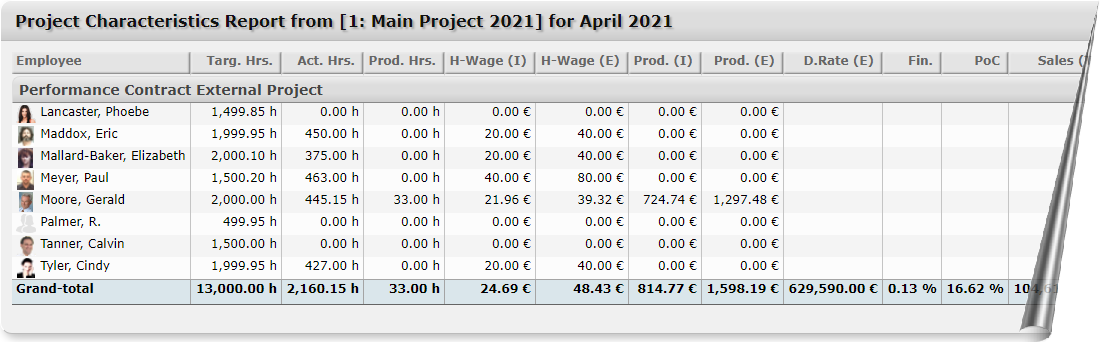 Project Characteristics Report from [1: Main Project 2021] for April 2021
Employee Targ. Hrs. Act. Hrs. Prod. Hrs. H-Wage (I) H-Wage (E) Prod. (I) Prod. (E) D.Rate (E) Fin. PoC Sales
Performance Contract External Project
Lancaster, Phoebe 1,499.85 h 0.00 h 0.00 h 0.00 € 0.00 € 0.00 € 0.00 €
Maddox, Eric 1,999.95 h 450.00 h 0.00 h 20.00 € 40.00 € 0.00 € 0.00 €
Mallard-Baker, Elizabeth 2,000.10 h 375.00 h 0.00 h 20.00 € 40.00 € 0.00 € 0.00 €
Meyer, Paul 1,500.20 h 463.00 h 0.00 h 40.00 € 80.00 € 0.00 € 0.00 €
Moore, Gerald 2,000.00 h 445.15 h 33.00 h 21.96 € 39.32 € 724.74 € 1,297.48 €
Palmer, R. 499.95 h 0.00 h 0.00 h 0.00 € 0.00 € 0.00 € 0.00 €
Tanner, Calvin 1,500.00 h 0.00 h 0.00 h 0.00 € 0.00 € 0.00 € 0.00 €
Tyler, Cindy 1,999.95 h 427.00 h 0.00 h 20.00 € 40.00 € 0.00 € 0.00 €
Grand-total 13,000.00 h 2,160.15 h 33.00 h 24.69 € 48.43 € 814.77 € 1,598.19 € 629,590.00 € 0.13 % 16.62 %